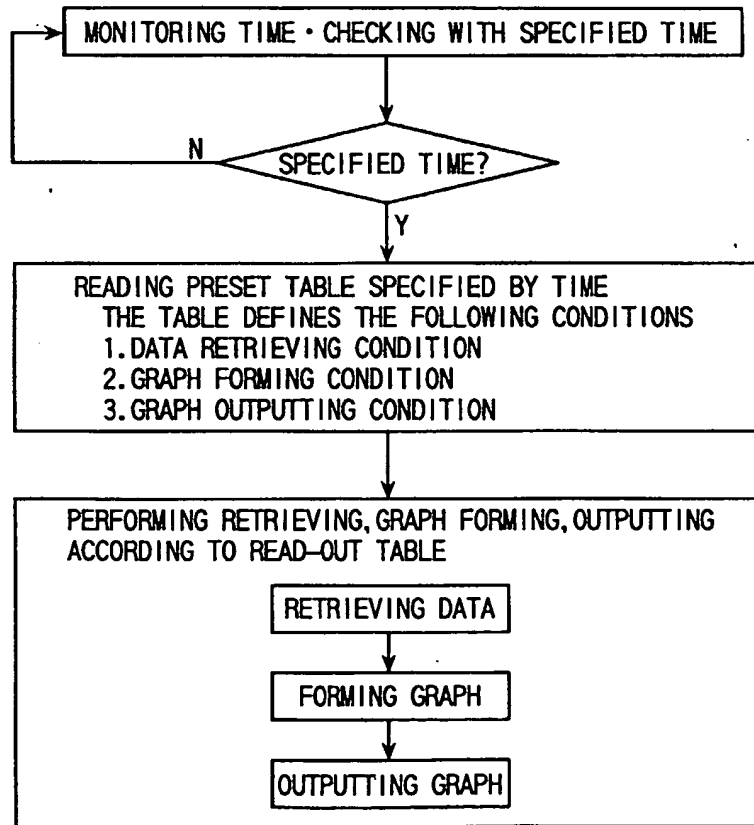 MONITORING TIME・CHECKING WITH SPECIFIED TIME
N
SPECIFIED TIME?
Y
READING PRESET TABLE SPECIFIED BY TIME
THE TABLE DEFINES THE FOLLOWING CONDITIONS
1.DATA RETRIEVING CONDITION
2.GRAPH FORMING CONDITION
3.GRAPH OUTPUTTING CONDITION
PERFORMING RETRIEVING,GRAPH FORMING,OUTPUTTING
ACCORDING TO READ-OUT TABLE
RETRIEVING DATA
FORMING GRAPH
OUTPUTTING GRAPH